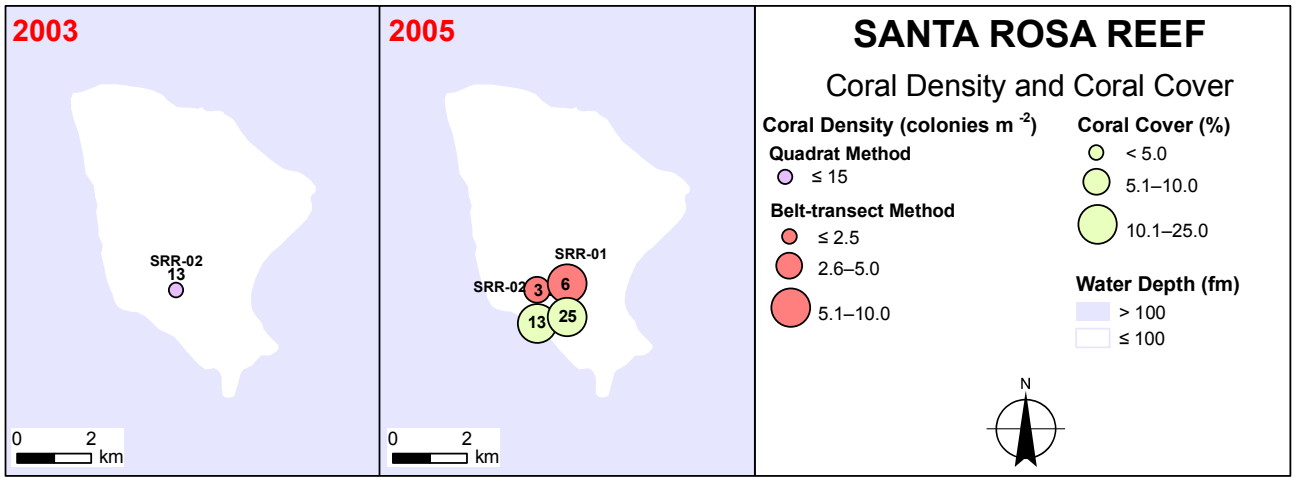 2003
SRR-02
13
0 2
km
2005
SRR-01
SRR-02 3 6
13 25
0 2
km
SANTA ROSA REEF
Coral Density and Coral Cover
Coral Density (colonies m -2)
Quadrat Method
≤ 15
Belt-transect Method
≤ 2.5
2.6–5.0
5.1–10.0
Coral Cover (%)
< 5.0
5.1–10.0
10.1–25.0
Water Depth (fm)
> 100
≤ 100
N